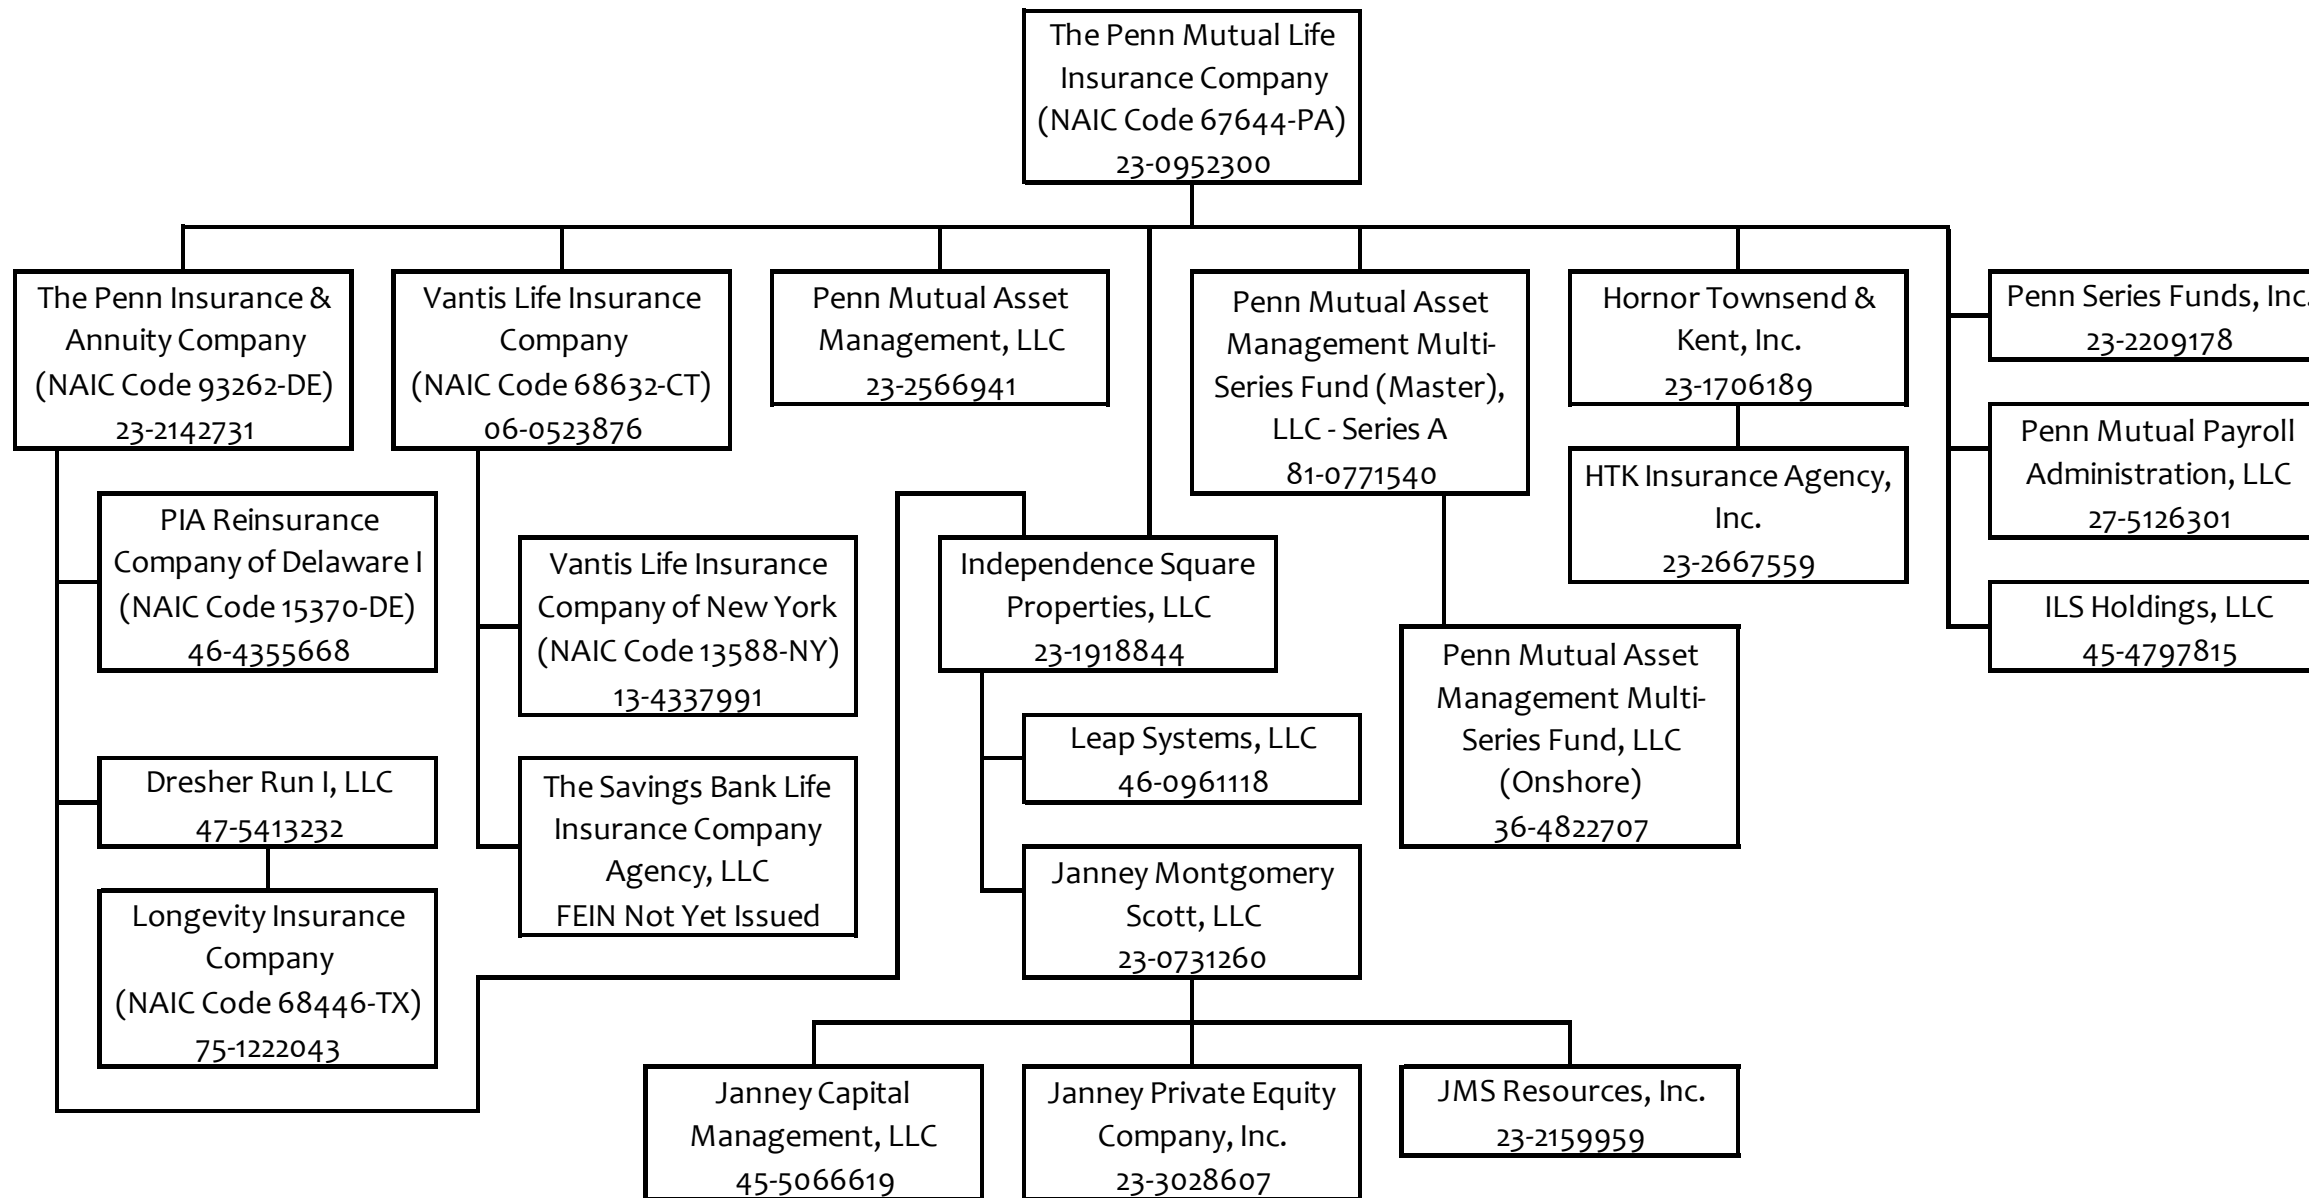 The Penn Mutual Life
Insurance Company
(NAIC Code 67644-PA)
23-0952300
The Penn Insurance &
Annuity Company
(NAIC Code 93262-DE)
23-2142731
Vantis Life Insurance
Company
(NAIC Code 68632-CT)
06-0523876
Penn Mutual Asset
Management, LLC
23-2566941
Penn Mutual Asset
Management Multi-
Series Fund (Master),
LLC - Series A
81-0771540
Hornor Townsend &
Kent, Inc.
23-1706189
Penn Series Funds, Inc.
23-2209178
HTK Insurance Agency,
Inc.
23-2667559
Penn Mutual Payroll
Administration, LLC
27-5126301
ILS Holdings, LLC
45-4797815
PIA Reinsurance
Company of Delaware I
(NAIC Code 15370-DE)
46-4355668
Vantis Life Insurance
Company of New York
(NAIC Code 13588-NY)
13-4337991
Independence Square
Properties, LLC
23-1918844
Penn Mutual Asset
Management Multi-
Series Fund, LLC
(Onshore)
36-4822707
Dresher Run I, LLC
47-5413232
The Savings Bank Life
Insurance Company
Agency, LLC
FEIN Not Yet Issued
Leap Systems, LLC
46-0961118
Janney Montgomery
Scott, LLC
23-0731260
Longevity Insurance
Company
(NAIC Code 68446-TX)
75-1222043
Janney Capital
Management, LLC
45-5066619
Janney Private Equity
Company, Inc.
23-3028607
JMS Resources, Inc.
23-2159959